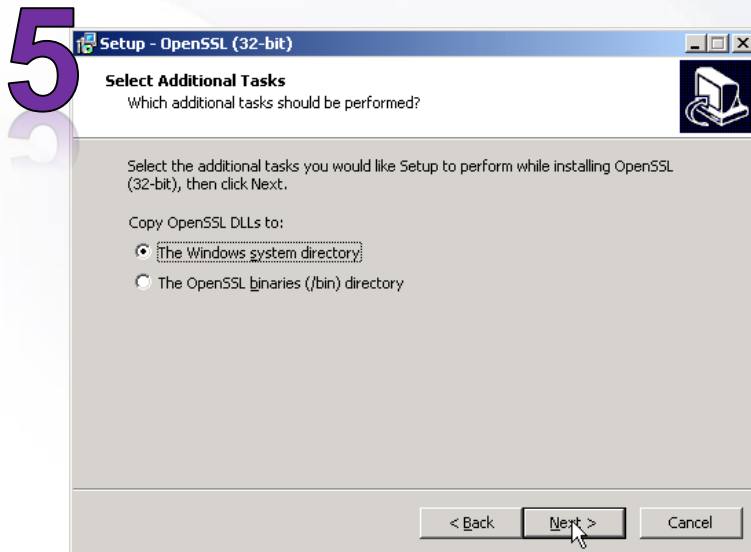 5
Setup - OpenSSL (32-bit)
Select Additional Tasks
Which additional tasks should be performed?
Select the additional tasks you would like Setup to perform while installing OpenSSL
(32-bit), then click Next.
Copy OpenSSL DLLs to:
The Windows system directory
The OpenSSL binaries (/bin) directory
< Back Next > Cancel